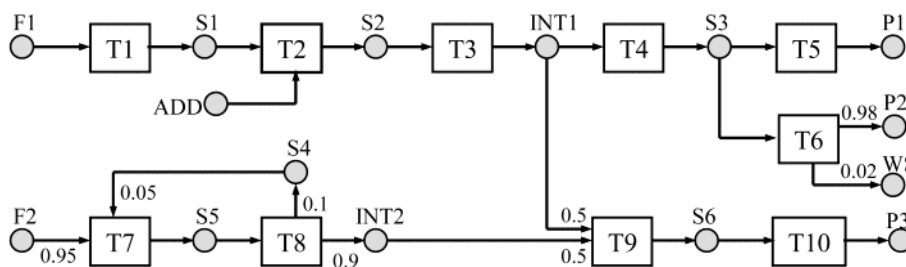 F1 S1 S2 INT1 S3 P1
T1 T2 T3 T4 T5
ADD
P2
0.98
T6
S4
0.02 WS
0.05
0.1
F2 S5 INT2 0.5 S6 P3
T7 T8 T9 T10
0.95 0.9 0.5